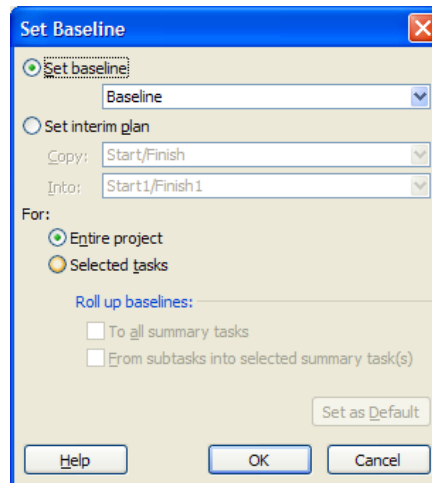 Set Baseline
Set baseline
Baseline
Set interim plan
Copy: Start/Finish
Into: Start1/Finish1
For:
Entire project
Selected tasks
Roll up baselines:
To all summary tasks
From subtasks into selected summary task(s)
Set as Default
Help OK Cancel